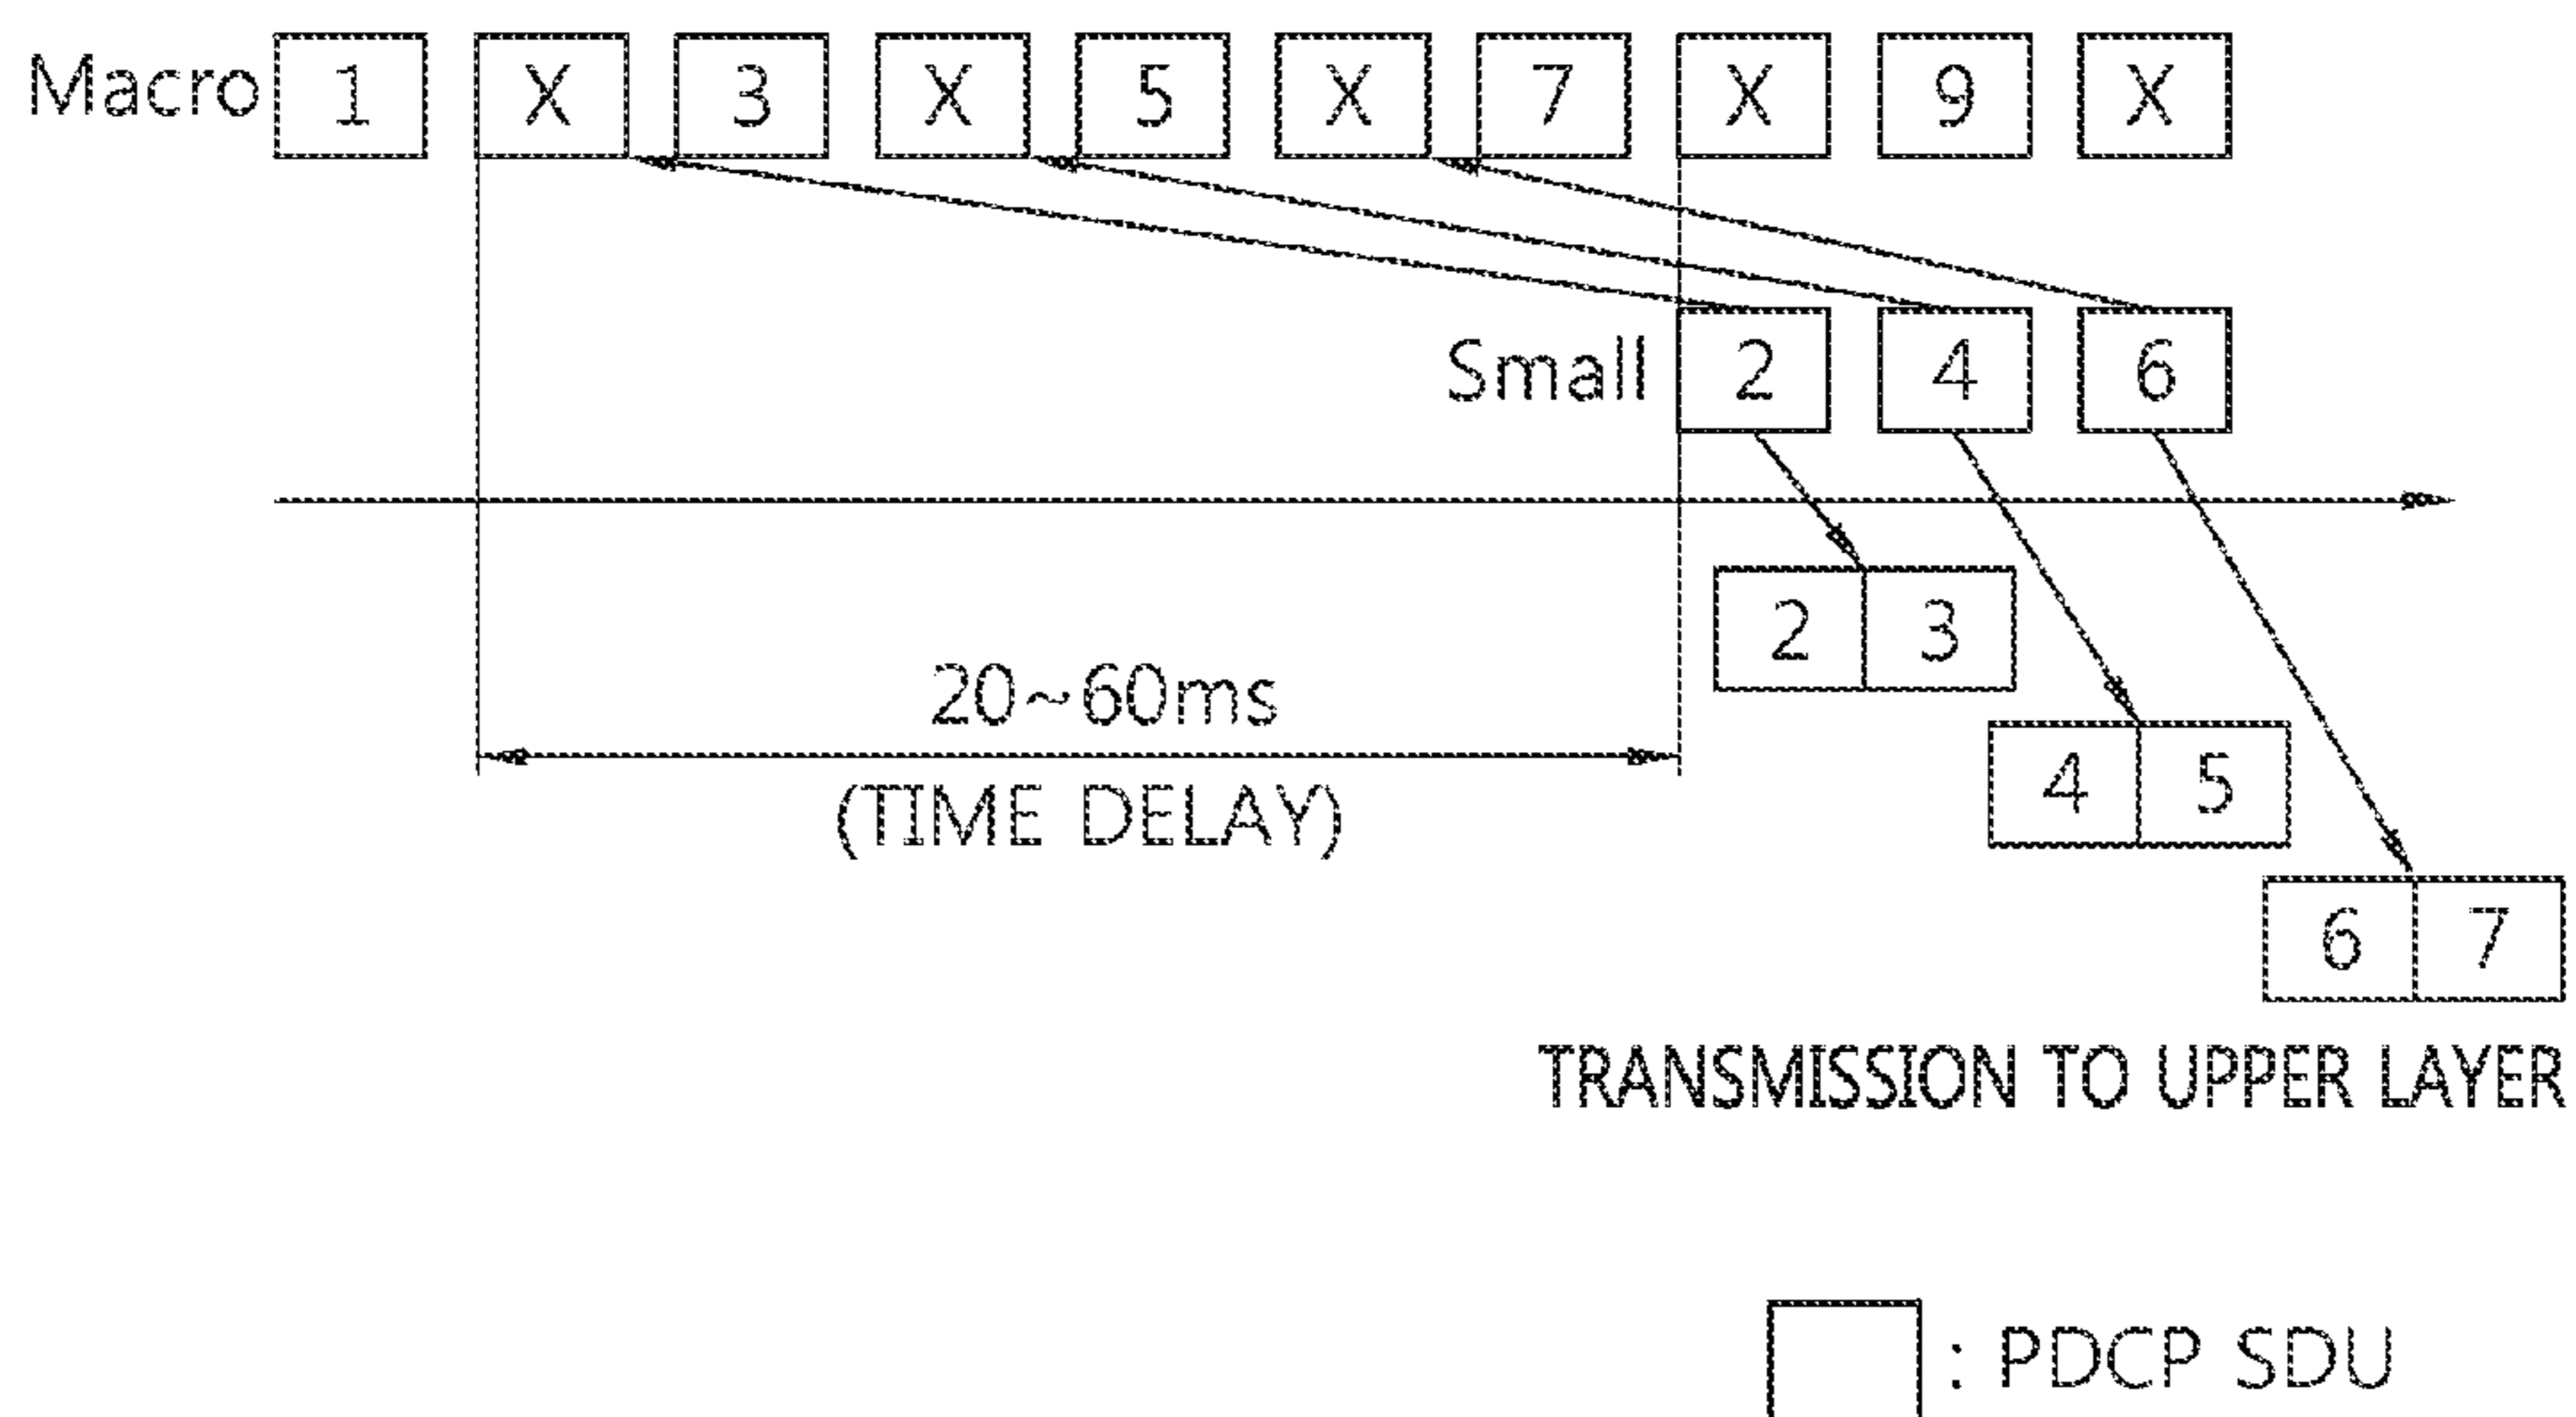 Macro 1 X 3 X 5 X 7 X 9 X
Small 2 4 6
2 3
20~60ms
4 5
(TIME DELAY)
6 7
TRANSMISSION TO UPPER LAYER
: PDCP SDU